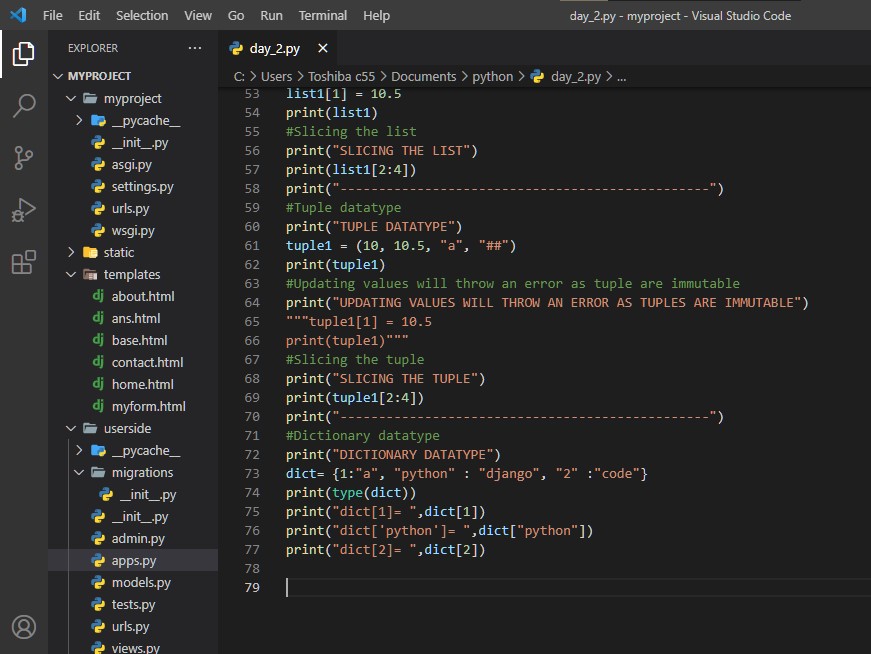 File Edit Selection View Go Run Terminal Help day_2.py - myproject - Visual Studio Code
EXPLORER ···
MYPROJECT
myproject
__pycache__
__init__.py
asgi.py
settings.py
urls.py
wsgi.py
static
templates
dj about.html
dj ans.html
dj base.html
dj contact.html
dj home.html
dj myform.html
userside
__pycache__
migrations
__init__.py
__init__.py
admin.py
apps.py
models.py
tests.py
urls.py
views.py
day_2.py ×
C: > Users > Toshiba c55 > Documents > python > day_2.py > ...
53 list1[1] = 10.5
54 print(list1)
55 #Slicing the list
56 print("SLICING THE LIST")
57 print(list1[2:4])
58 print("------------------------------------------------")
59 #Tuple datatype
60 print("TUPLE DATATYPE")
61 tuple1 = (10, 10.5, "a", "##")
62 print(tuple1)
63 #Updating values will throw an error as tuple are immutable
64 print("UPDATING VALUES WILL THROW AN ERROR AS TUPLES ARE IMMUTABLE")
65 """tuple1[1] = 10.5
66 print(tuple1)"""
67 #Slicing the tuple
68 print("SLICING THE TUPLE")
69 print(tuple1[2:4])
70 print("------------------------------------------------")
71 #Dictionary datatype
72 print("DICTIONARY DATATYPE")
73 dict= {1:"a", "python" : "django", "2" :"code"}
74 print(type(dict))
75 print("dict[1]= ",dict[1])
76 print("dict['python']= ",dict["python"])
77 print("dict[2]= ",dict[2])
78
79